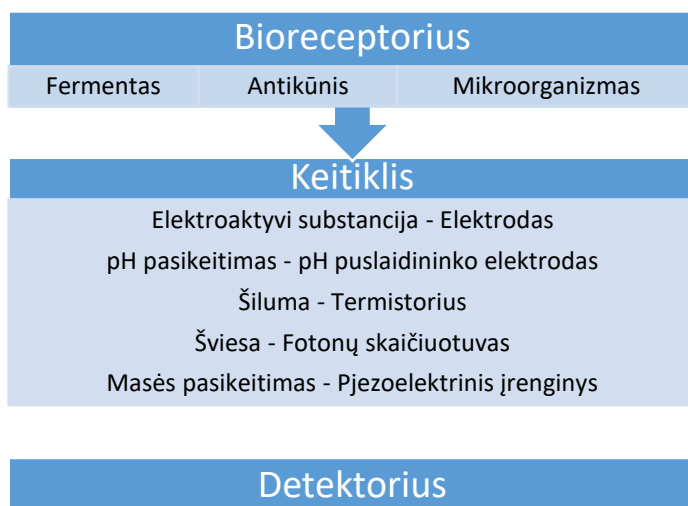 Bioreceptorius
Fermentas Antikūnis Mikroorganizmas
Keitiklis
Elektroaktyvi substancija - Elektrodas
pH pasikeitimas - pH puslaidininko elektrodas
Šiluma - Termistorius
Šviesa - Fotonų skaičiuotuvas
Masės pasikeitimas - Pjezoelektrinis įrenginys
Detektorius